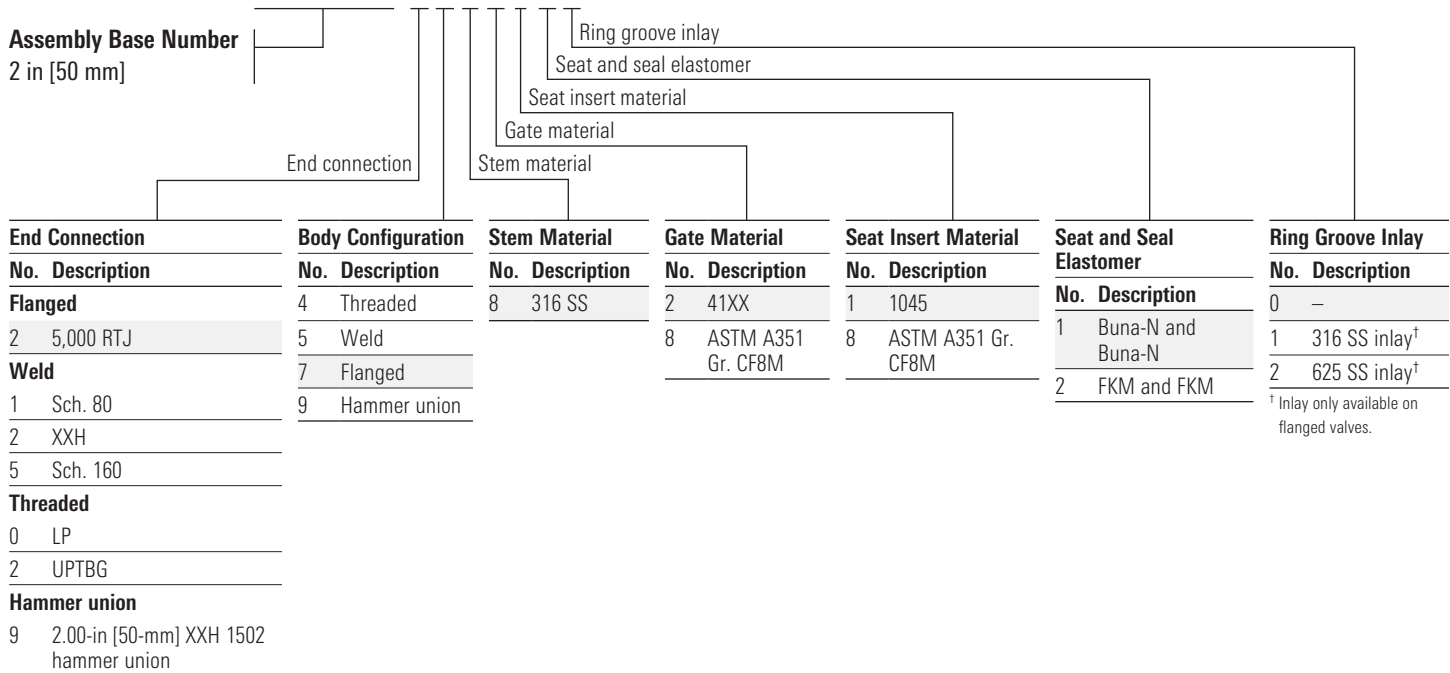 Assembly Base Number
2 in [50 mm]
Ring groove inlay
Seat and seal elastomer
Seat insert material
Gate material
End connection
Stem material
End Connection
No. Description
Flanged
2 5,000 RTJ
Weld
1 Sch. 80
2 XXH
5 Sch. 160
Threaded
0 LP
2 UPTBG
Hammer union
9 2.00-in [50-mm] XXH 1502
hammer union
Body Configuration
No. Description
4 Threaded
5 Weld
7 Flanged
9 Hammer union
Stem Material
No. Description
8 316 SS
Gate Material
No. Description
2 41XX
8 ASTM A351
Gr. CF8M
Seat Insert Material
No. Description
1 1045
8 ASTM A351 Gr.
CF8M
Seat and Seal
Elastomer
No. Description
1 Buna-N and
Buna-N
2 FKM and FKM
Ring Groove Inlay
No. Description
0 –
1 316 SS inlay†
2 625 SS inlay†
† Inlay only available on
flanged valves.